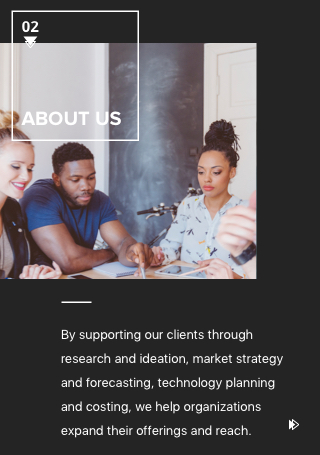 02
ABOUT US
By supporting our clients through
research and ideation, market strategy
and forecasting, technology planning
and costing, we help organizations
expand their offerings and reach.